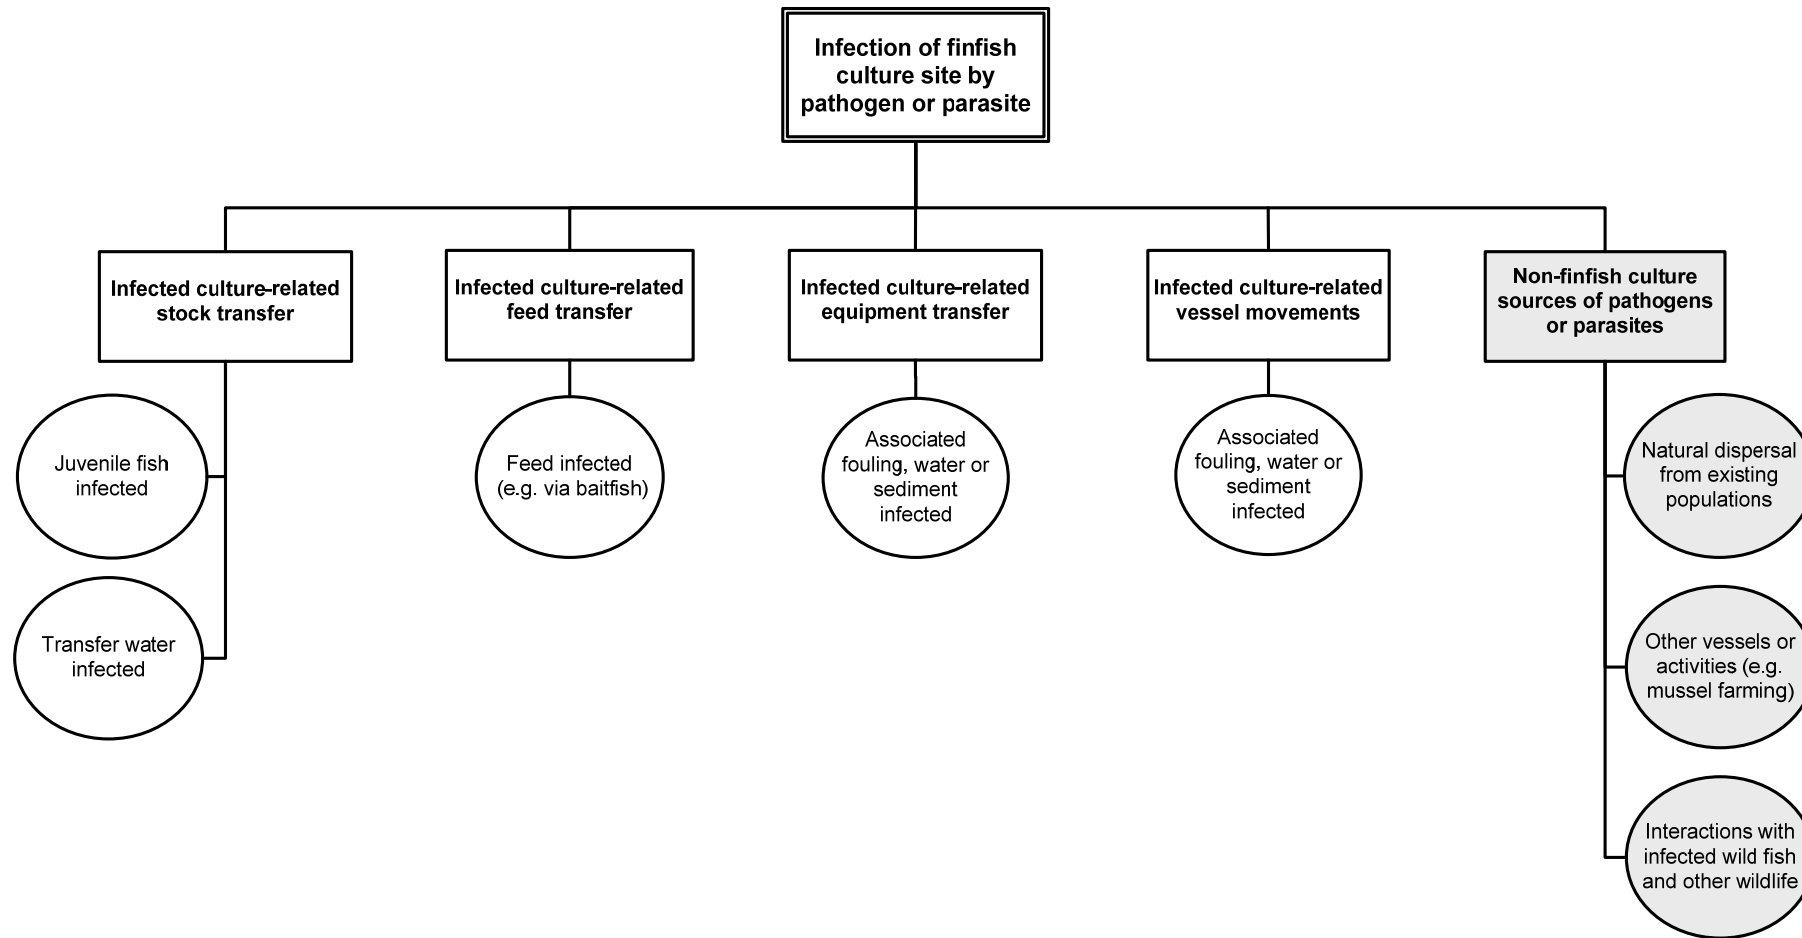 Infection of finfish
culture site by
pathogen or parasite
Infected culture-related
stock transfer
Infected culture-related
feed transfer
Infected culture-related
equipment transfer
Infected culture-related
vessel movements
Non-finfish culture
sources of pathogens
or parasites
Juvenile fish
infected
Transfer water
infected
Feed infected
(e.g. via baitfish)
Associated
fouling, water or
sediment
infected
Associated
fouling, water or
sediment
infected
Natural dispersal
from existing
populations
Other vessels or
activities (e.g.
mussel farming)
Interactions with
infected wild fish
and other wildlife